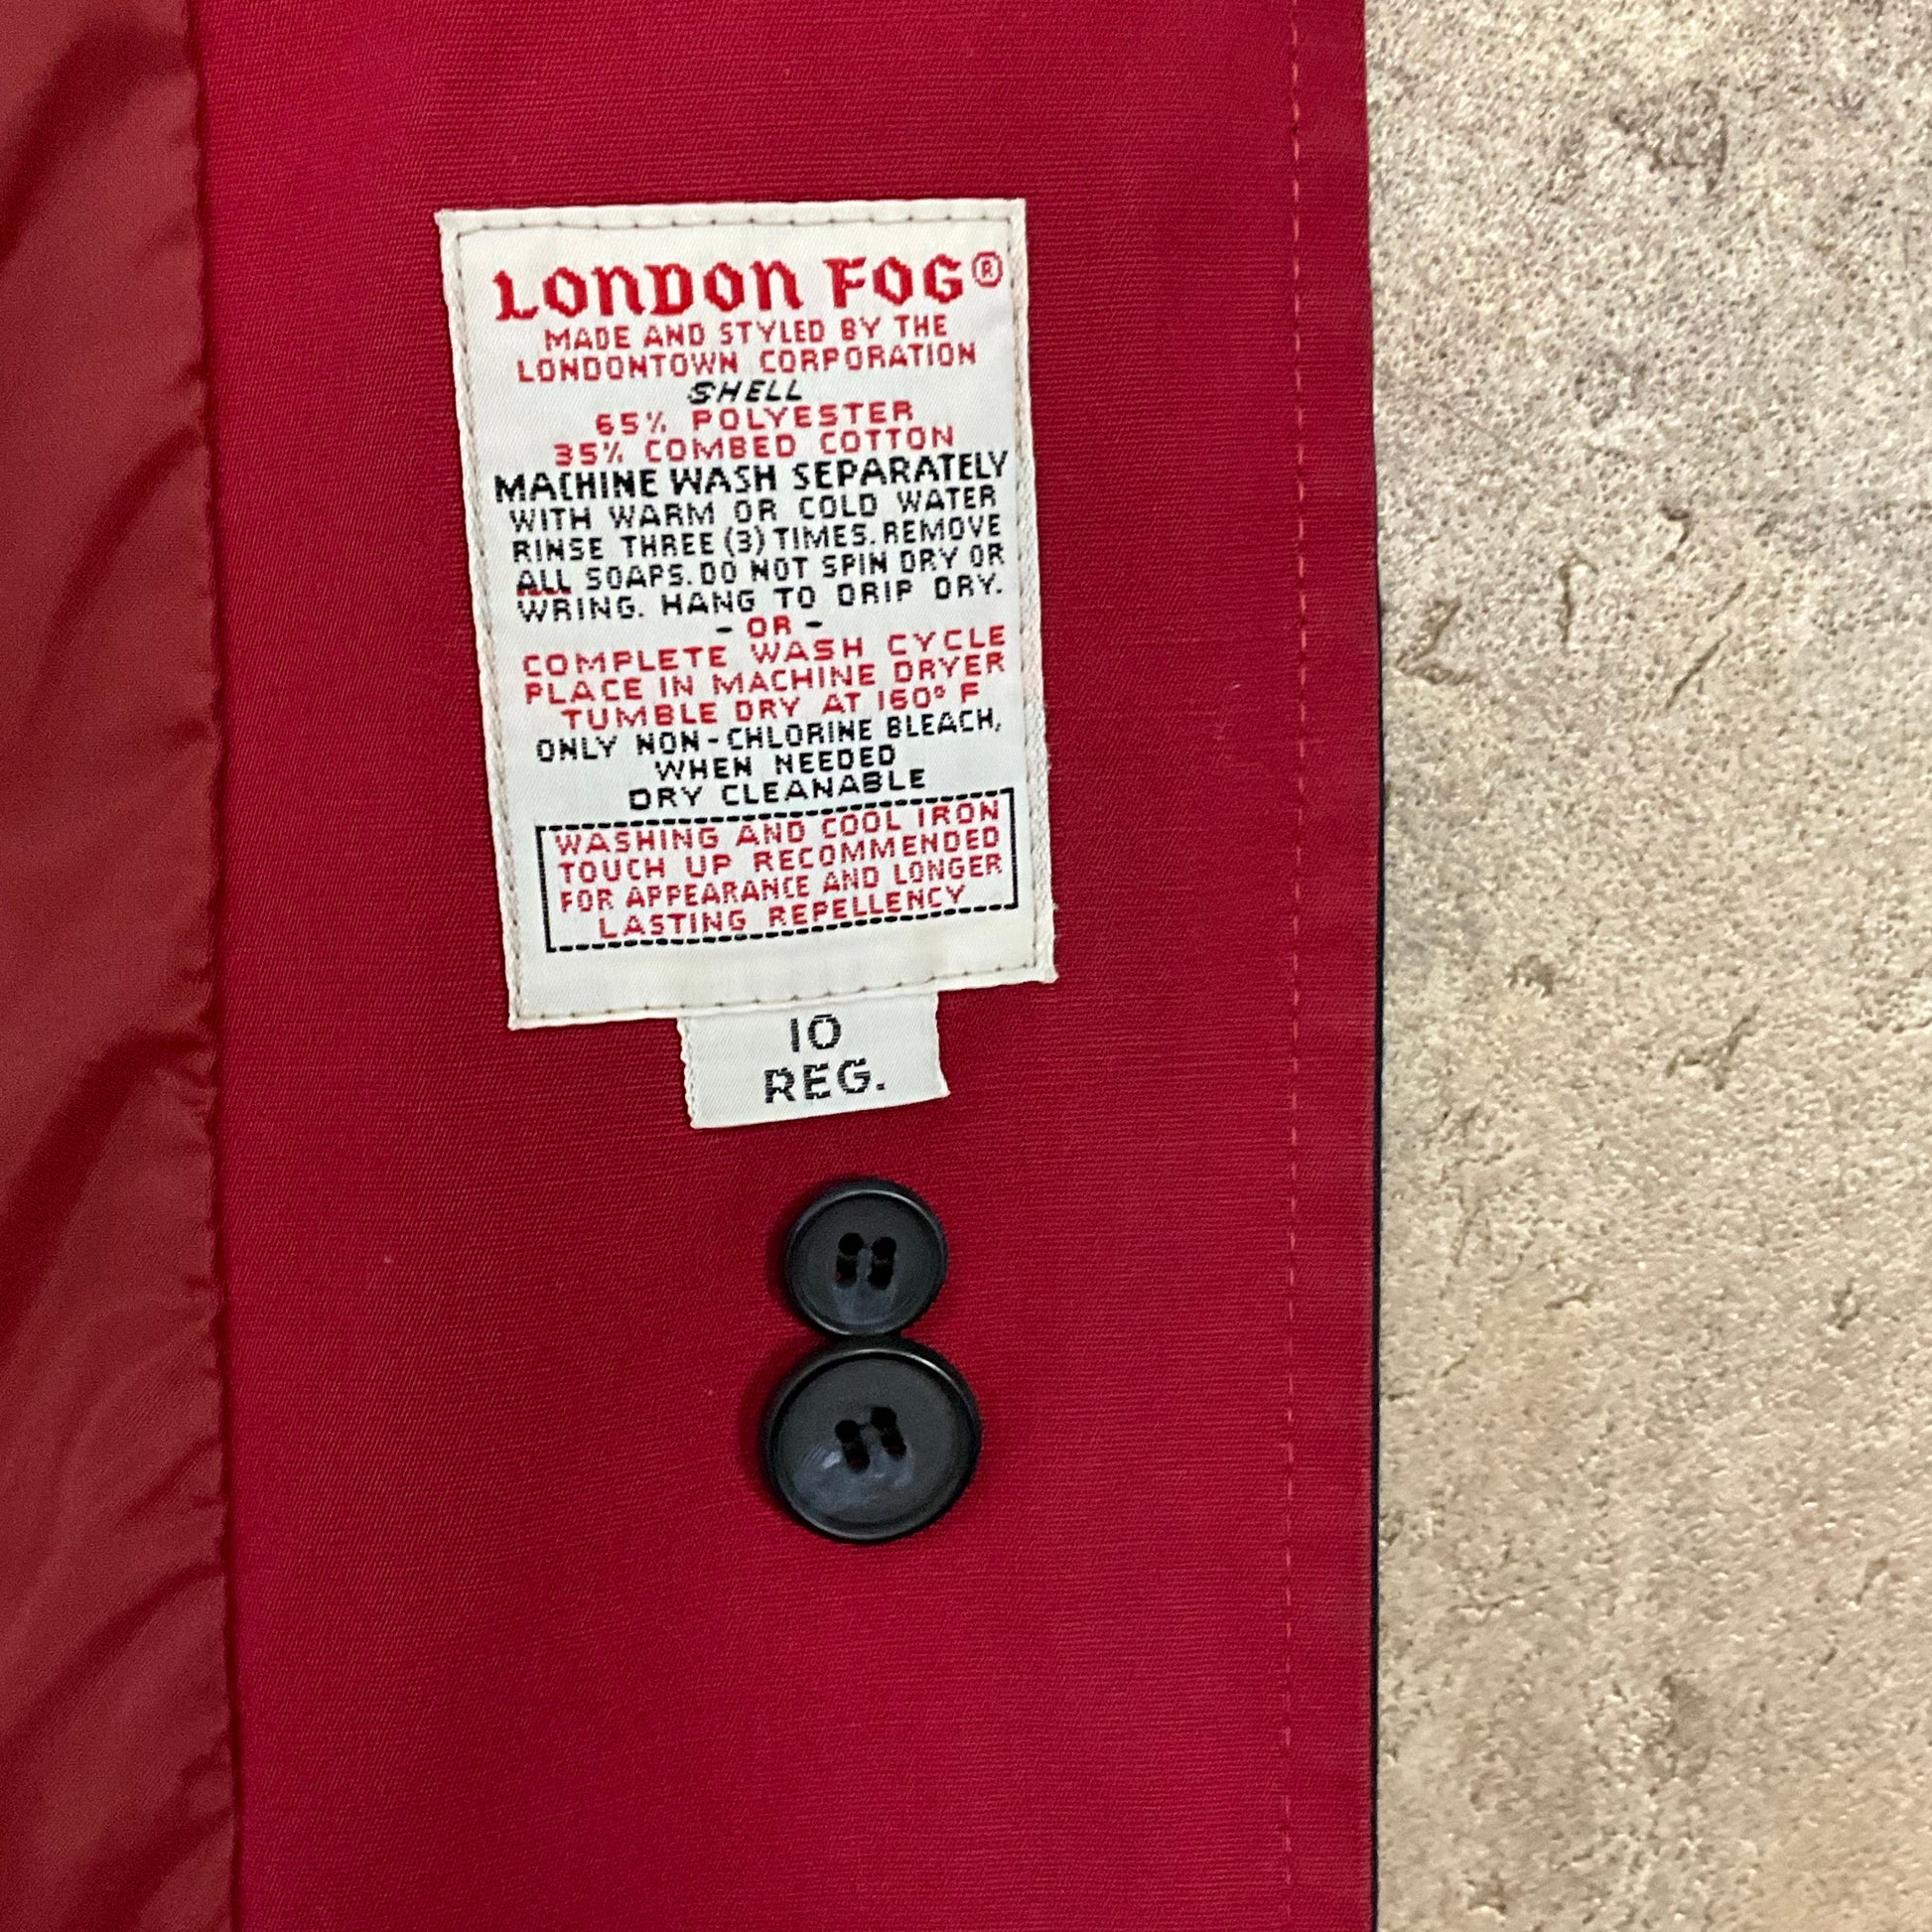 LONDON FOG®
MADE AND STYLED BY THE
LONDONTOWN CORPORATION
SHELL
65% POLYESTER
35% COMBED COTTON
MACHINE WASH SEPARATELY
WITH WARM OR COLD WATER
RINSE THREE (3) TIMES. REMOVE
ALL SOAPS. DO NOT SPIN DRY OR
WRING. HANG TO DRIP DRY.
- OR -
COMPLETE WASH CYCLE
PLACE IN MACHINE DRYER
TUMBLE DRY AT 160° F
ONLY NON-CHLORINE BLEACH,
WHEN NEEDED
DRY CLEANABLE
WASHING AND COOL IRON
TOUCH UP RECOMMENDED
FOR APPEARANCE AND LONGER
LASTING REPELLENCY
10
REG.